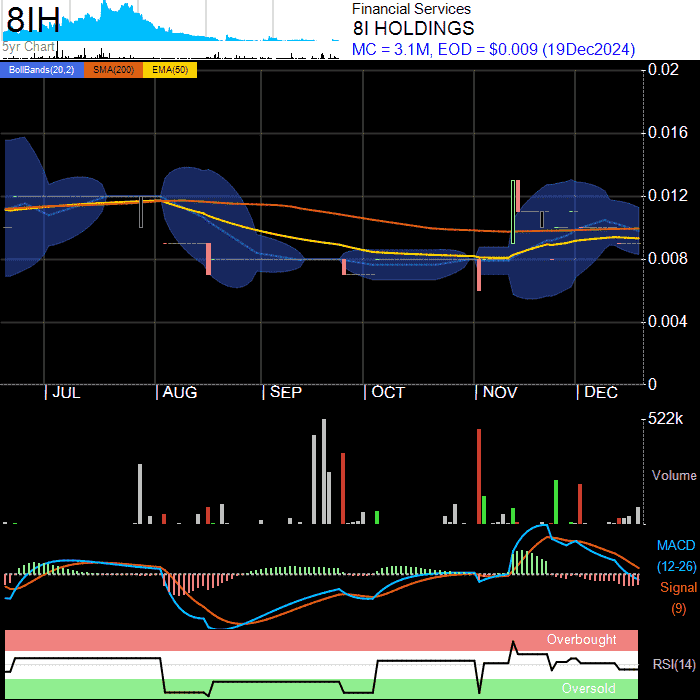 8IH
5yr Chart
Financial Services
8I HOLDINGS
MC = 3.1M, EOD = $0.009 (19Dec2024)
BollBands(20,2) SMA(200) EMA(50)
0.02
0.016
0.012
0.008
0.004
0
JUL AUG SEP OCT NOV DEC
522k
Volume
MACD
(12-26)
Signal
(9)
Overbought
RSI(14)
Oversold